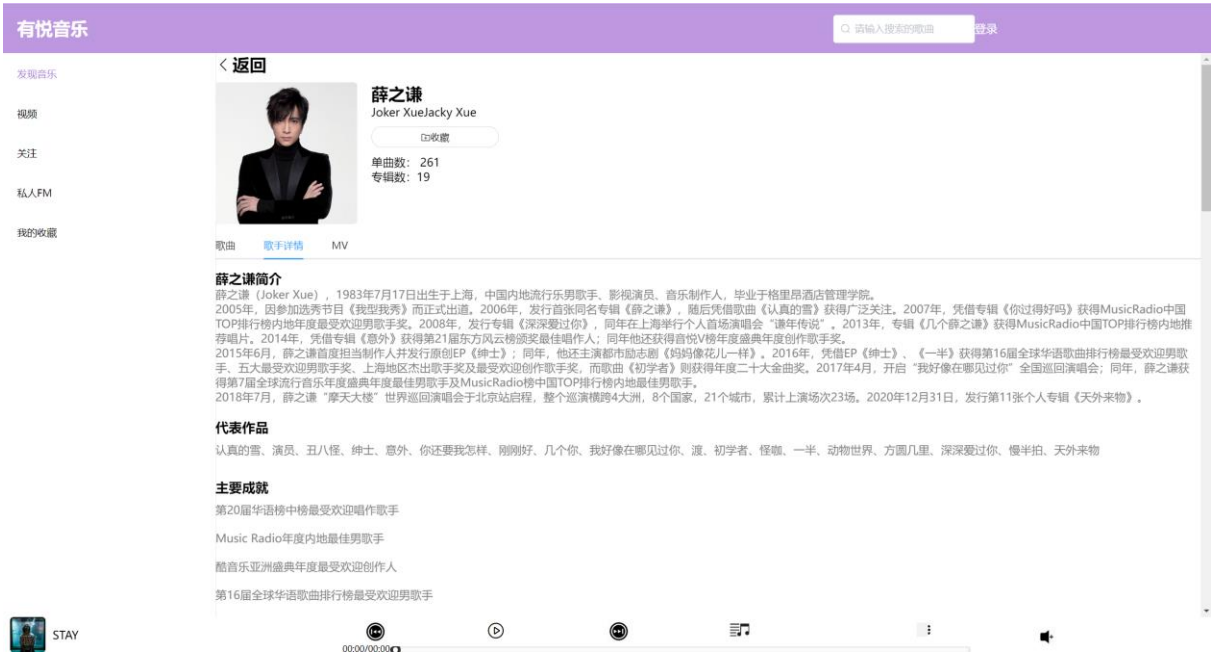 有悦音乐
请输入搜索的歌曲
登录
发现音乐
视频
关注
私人FM
我的收藏
返回
薛之谦
Joker XueJacky Xue
收藏
单曲数： 261
专辑数：19
歌曲 歌手详情 MV
薛之谦简介
薛之谦（Joker Xue），1983年7月17日出生于上海，中国内地流行乐男歌手、影视演员、音乐制作人，毕业于格里昂酒店管理学院。
2005年，因参加选秀节目《我型我秀》而正式出道。2006年，发行首张同名专辑《薛之谦》，随后凭借歌曲《认真的雪》获得广泛关注。2007年，凭借专辑《你过得好吗》获得MusicRadio中国
TOP排行榜内地年度最受欢迎男歌手奖。2008年，发行专辑《深深爱过你》，同年在上海举行个人首场演唱会“谦年传说”。2013年，专辑《几个薛之谦》获得MusicRadio中国TOP排行榜内地推
荐唱片。2014年，凭借专辑《意外》获得第21届东方风云榜颁奖最佳唱作人；同年他还获得音悦V榜年度盛典年度创作歌手奖。
2015年6月，薛之谦首度担当制作人并发行原创EP《绅士》；同年，他还主演都市励志剧《妈妈像花儿一样》。2016年，凭借EP《绅士》、《一半》获得第16届全球华语歌曲排行榜最受欢迎男歌
手、五大最受欢迎男歌手奖、上海地区杰出歌手奖及最受欢迎创作歌手奖，而歌曲《初学者》则获得年度二十大金曲奖。2017年4月，开启“我好像在哪见过你”全国巡回演唱会；同年，薛之谦获
得第7届全球流行音乐年度盛典年度最佳男歌手及MusicRadio榜中国TOP排行榜内地最佳男歌手。
2018年7月，薛之谦“摩天大楼”世界巡回演唱会于北京站启程，整个巡演横跨4大洲，8个国家，21个城市，累计上演场次23场。2020年12月31日，发行第11张个人专辑《天外来物》。
代表作品
认真的雪、演员、丑八怪、绅士、意外、你还要我怎样、刚刚好、几个你、我好像在哪见过你、渡、初学者、怪咖、一半、动物世界、方圆几里、深深爱过你、慢半拍、天外来物
主要成就
第20届华语榜中榜最受欢迎唱作歌手
Music Radio年度内地最佳男歌手
酷音乐亚洲盛典年度最受欢迎创作人
第16届全球华语歌曲排行榜最受欢迎男歌手
STAY
00:00/00:00